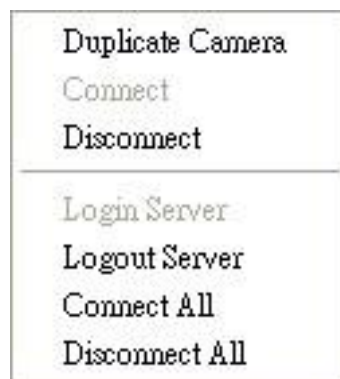 Duplicate Camera
Connect
Disconnect
Login Server
Logout Server
Connect All
Disconnect All